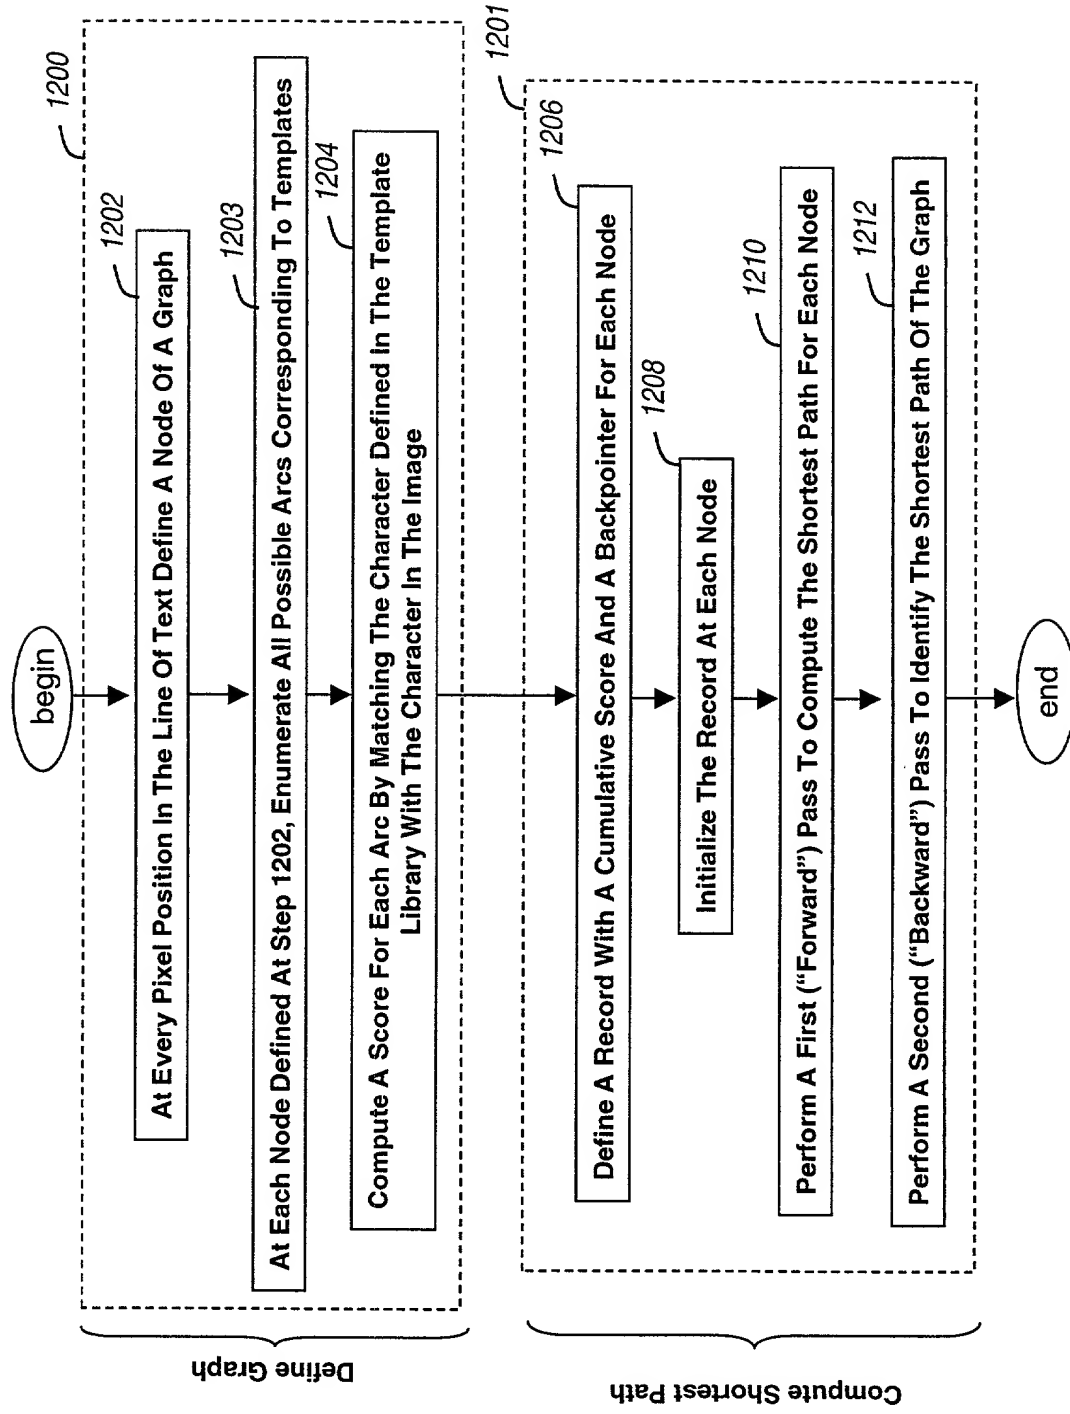 begin
1200
1202
At Every Pixel Position In The Line Of Text Define A Node Of A Graph
1203
At Each Node Defined At Step 1202, Enumerate All Possible Arcs Corresponding To Templates
1204
Compute A Score For Each Arc By Matching The Character Defined In The Template
Library With The Character In The Image
Define Graph
1201
1206
Define A Record With A Cumulative Score And A Backpointer For Each Node
1208
Initialize The Record At Each Node
1210
Perform A First (“Forward”) Pass To Compute The Shortest Path For Each Node
1212
Perform A Second (“Backward”) Pass To Identify The Shortest Path Of The Graph
Compute Shortest Path
end